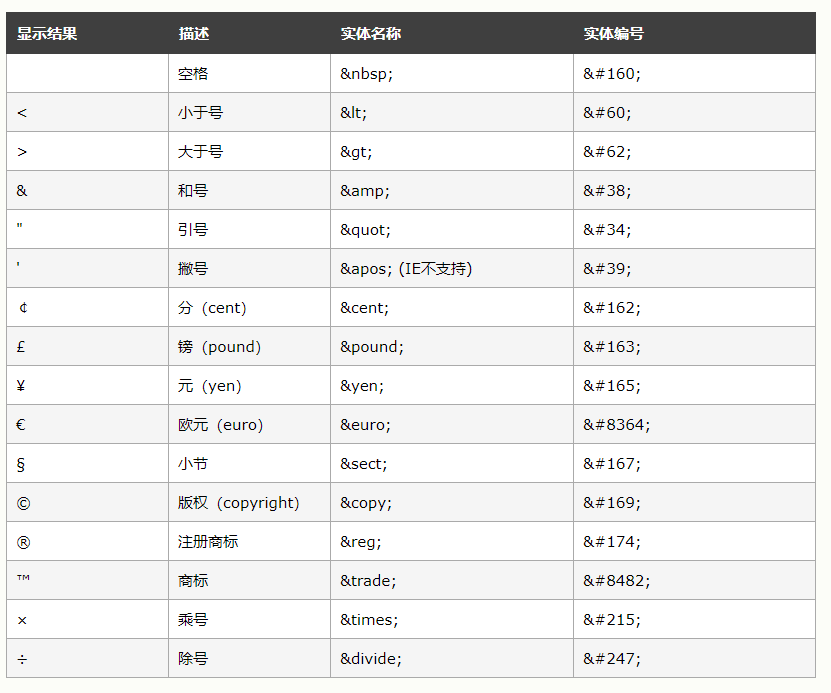 显示结果 描述 实体名称 实体编号
空格 &nbsp; &#160;
< 小于号 &lt; &#60;
> 大于号 &gt; &#62;
& 和号 &amp; &#38;
" 引号 &quot; &#34;
' 撇号 &apos; (IE不支持) &#39;
￠ 分（cent） &cent; &#162;
£ 镑（pound） &pound; &#163;
¥ 元（yen） &yen; &#165;
€ 欧元（euro） &euro; &#8364;
§ 小节 &sect; &#167;
© 版权（copyright） &copy; &#169;
® 注册商标 &reg; &#174;
™ 商标 &trade; &#8482;
× 乘号 &times; &#215;
÷ 除号 &divide; &#247;